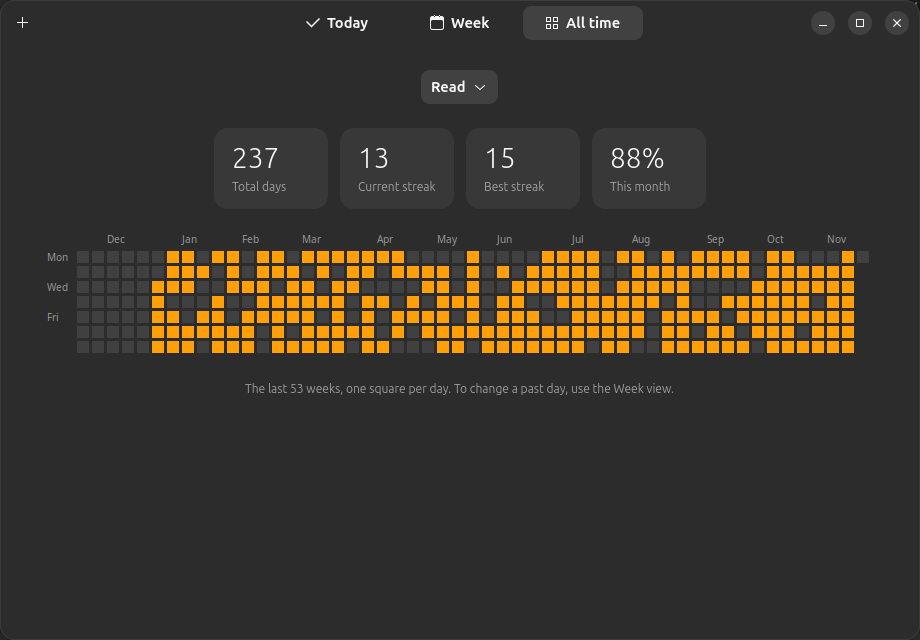 Today Week All time
Read
237 13 15 88%
Total days Current streak Best streak This month
Dec Jan Feb Mar Apr May Jun Jul Aug Sep Oct Nov
Mon
Wed
Fri
The last 53 weeks, one square per day. To change a past day, use the Week view.